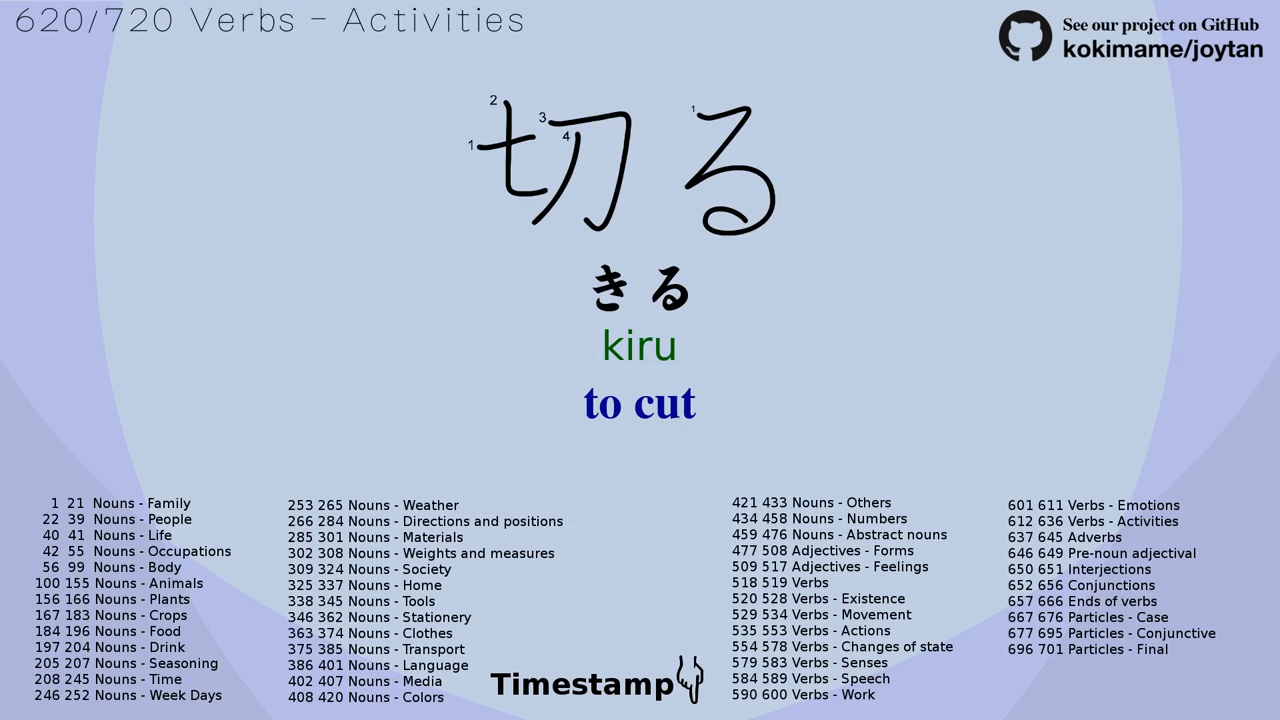 620/720 Verbs - Activities
See our project on GitHub
kokimame/joytan
切る
1 2 3 4 1
きる
kiru
to cut
1 21 Nouns - Family
22 39 Nouns - People
40 41 Nouns - Life
42 55 Nouns - Occupations
56 99 Nouns - Body
100 155 Nouns - Animals
156 166 Nouns - Plants
167 183 Nouns - Crops
184 196 Nouns - Food
197 204 Nouns - Drink
205 207 Nouns - Seasoning
208 245 Nouns - Time
246 252 Nouns - Week Days
253 265 Nouns - Weather
266 284 Nouns - Directions and positions
285 301 Nouns - Materials
302 308 Nouns - Weights and measures
309 324 Nouns - Society
325 337 Nouns - Home
338 345 Nouns - Tools
346 362 Nouns - Stationery
363 374 Nouns - Clothes
375 385 Nouns - Transport
386 401 Nouns - Language
402 407 Nouns - Media
408 420 Nouns - Colors
421 433 Nouns - Others
434 458 Nouns - Numbers
459 476 Nouns - Abstract nouns
477 508 Adjectives - Forms
509 517 Adjectives - Feelings
518 519 Verbs
520 528 Verbs - Existence
529 534 Verbs - Movement
535 553 Verbs - Actions
554 578 Verbs - Changes of state
579 583 Verbs - Senses
584 589 Verbs - Speech
590 600 Verbs - Work
601 611 Verbs - Emotions
612 636 Verbs - Activities
637 645 Adverbs
646 649 Pre-noun adjectival
650 651 Interjections
652 656 Conjunctions
657 666 Ends of verbs
667 676 Particles - Case
677 695 Particles - Conjunctive
696 701 Particles - Final
Timestamp